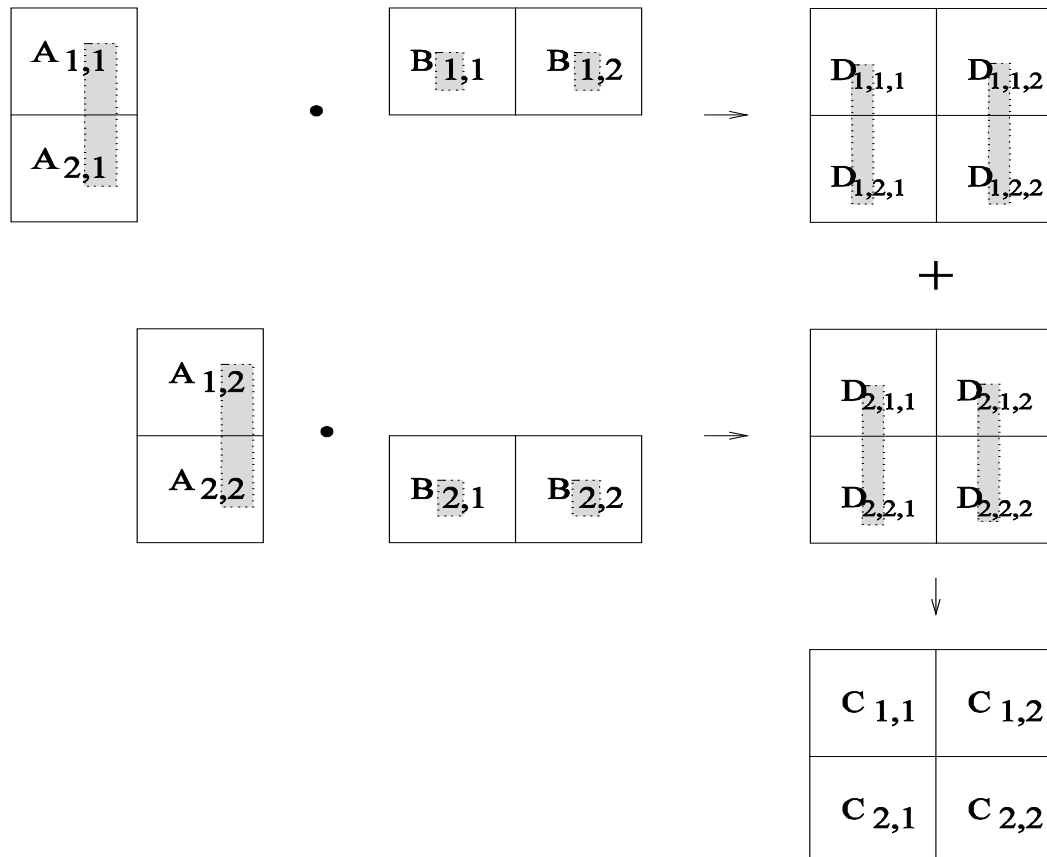 A 1,1 • B 1,1 B 1,2 → D 1,1,1 D 1,1,2
A 2,1 D 1,2,1 D 1,2,2
+
A 1,2 • D 2,1,1 D 2,1,2
A 2,2 B 2,1 B 2,2 → D 2,2,1 D 2,2,2
↓
C 1,1 C 1,2
C 2,1 C 2,2